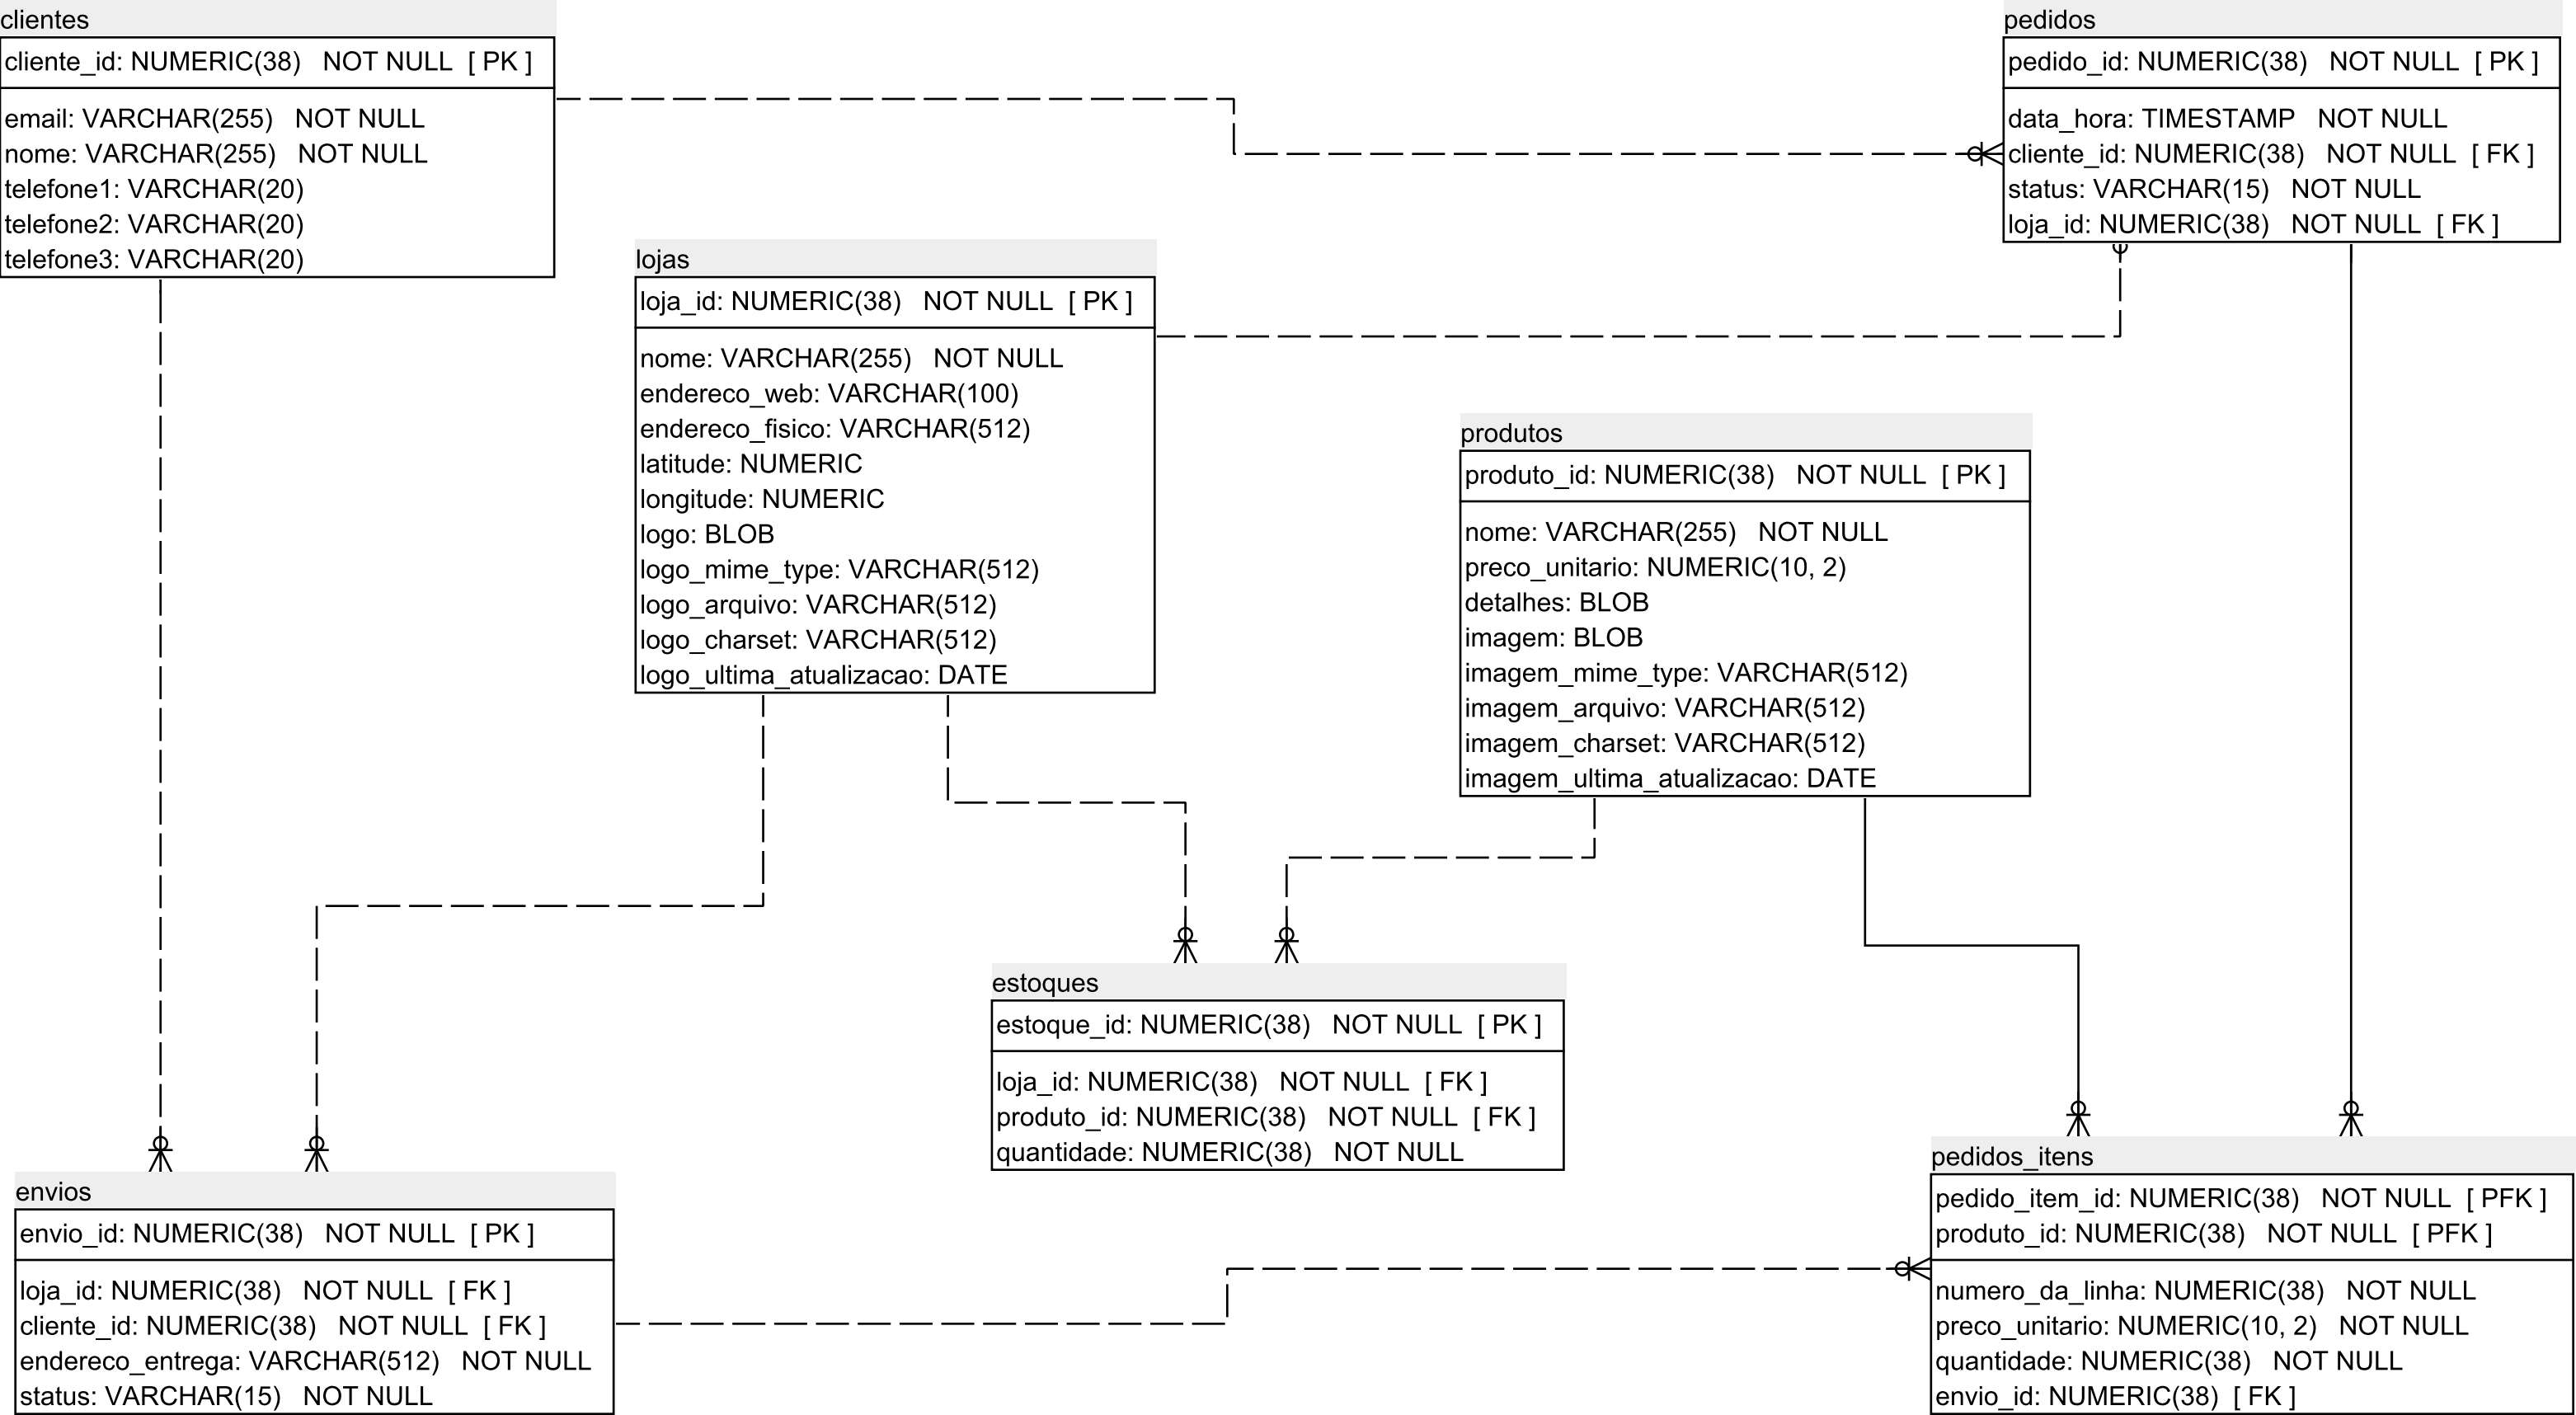 clientes
cliente_id: NUMERIC(38) NOT NULL [ PK ]
email: VARCHAR(255) NOT NULL
nome: VARCHAR(255) NOT NULL
telefone1: VARCHAR(20)
telefone2: VARCHAR(20)
telefone3: VARCHAR(20)
pedidos
pedido_id: NUMERIC(38) NOT NULL [ PK ]
data_hora: TIMESTAMP NOT NULL
cliente_id: NUMERIC(38) NOT NULL [ FK ]
status: VARCHAR(15) NOT NULL
loja_id: NUMERIC(38) NOT NULL [ FK ]
lojas
loja_id: NUMERIC(38) NOT NULL [ PK ]
nome: VARCHAR(255) NOT NULL
endereco_web: VARCHAR(100)
endereco_fisico: VARCHAR(512)
latitude: NUMERIC
longitude: NUMERIC
logo: BLOB
logo_mime_type: VARCHAR(512)
logo_arquivo: VARCHAR(512)
logo_charset: VARCHAR(512)
logo_ultima_atualizacao: DATE
produtos
produto_id: NUMERIC(38) NOT NULL [ PK ]
nome: VARCHAR(255) NOT NULL
preco_unitario: NUMERIC(10, 2)
detalhes: BLOB
imagem: BLOB
imagem_mime_type: VARCHAR(512)
imagem_arquivo: VARCHAR(512)
imagem_charset: VARCHAR(512)
imagem_ultima_atualizacao: DATE
estoques
estoque_id: NUMERIC(38) NOT NULL [ PK ]
loja_id: NUMERIC(38) NOT NULL [ FK ]
produto_id: NUMERIC(38) NOT NULL [ FK ]
quantidade: NUMERIC(38) NOT NULL
envios
envio_id: NUMERIC(38) NOT NULL [ PK ]
loja_id: NUMERIC(38) NOT NULL [ FK ]
cliente_id: NUMERIC(38) NOT NULL [ FK ]
endereco_entrega: VARCHAR(512) NOT NULL
status: VARCHAR(15) NOT NULL
pedidos_itens
pedido_item_id: NUMERIC(38) NOT NULL [ PFK ]
produto_id: NUMERIC(38) NOT NULL [ PFK ]
numero_da_linha: NUMERIC(38) NOT NULL
preco_unitario: NUMERIC(10, 2) NOT NULL
quantidade: NUMERIC(38) NOT NULL
envio_id: NUMERIC(38) [ FK ]